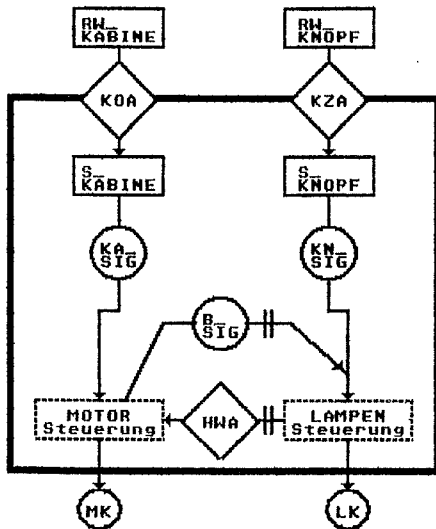 RW_
KABINE
RW_
KNOPF
KOA
KZA
S_
KABINE
S_
KNOPF
KA_
SIG
KN_
SIG
B_
SIG
MOTOR
Steuerung
HWA
LAMPEN
Steuerung
MK
LK